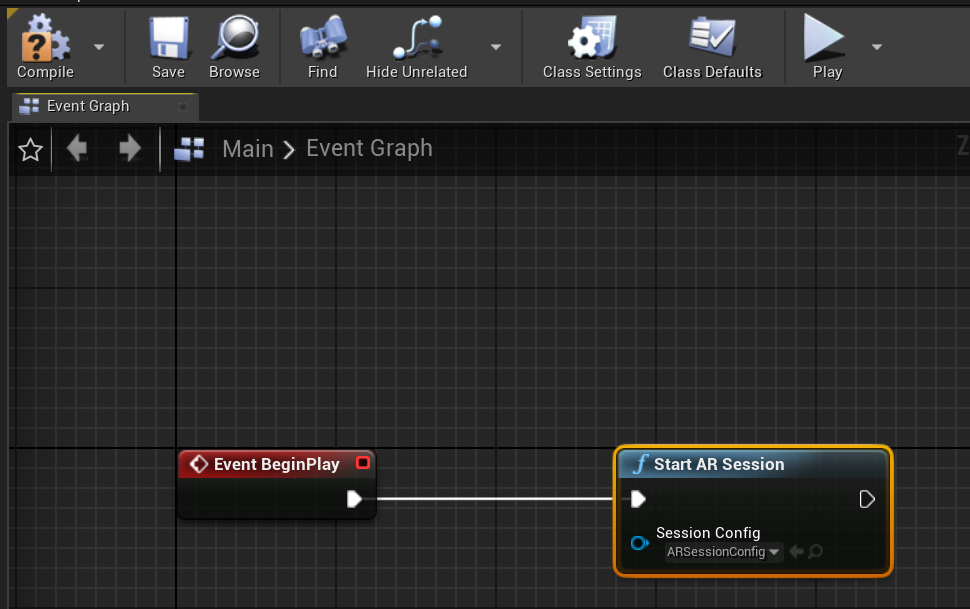 Compile
Save
Browse
Find
Hide Unrelated
Class Settings
Class Defaults
Play
Event Graph
Main > Event Graph
Event BeginPlay
Start AR Session
Session Config
ARSessionConfig